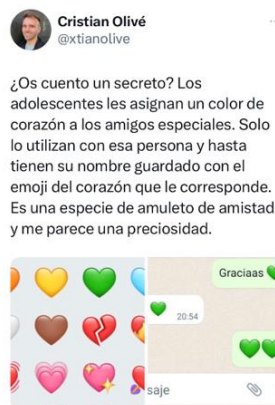 Cristian Olivé
@xtianolive
¿Os cuento un secreto? Los
adolescentes les asignan un color de
corazón a los amigos especiales. Solo
lo utilizan con esa persona y hasta
tienen su nombre guardado con el
emoji del corazón que le corresponde.
Es una especie de amuleto de amistad
y me parece una preciosidad.
Graciaas 💚
💚 20:54
💚💚
saje